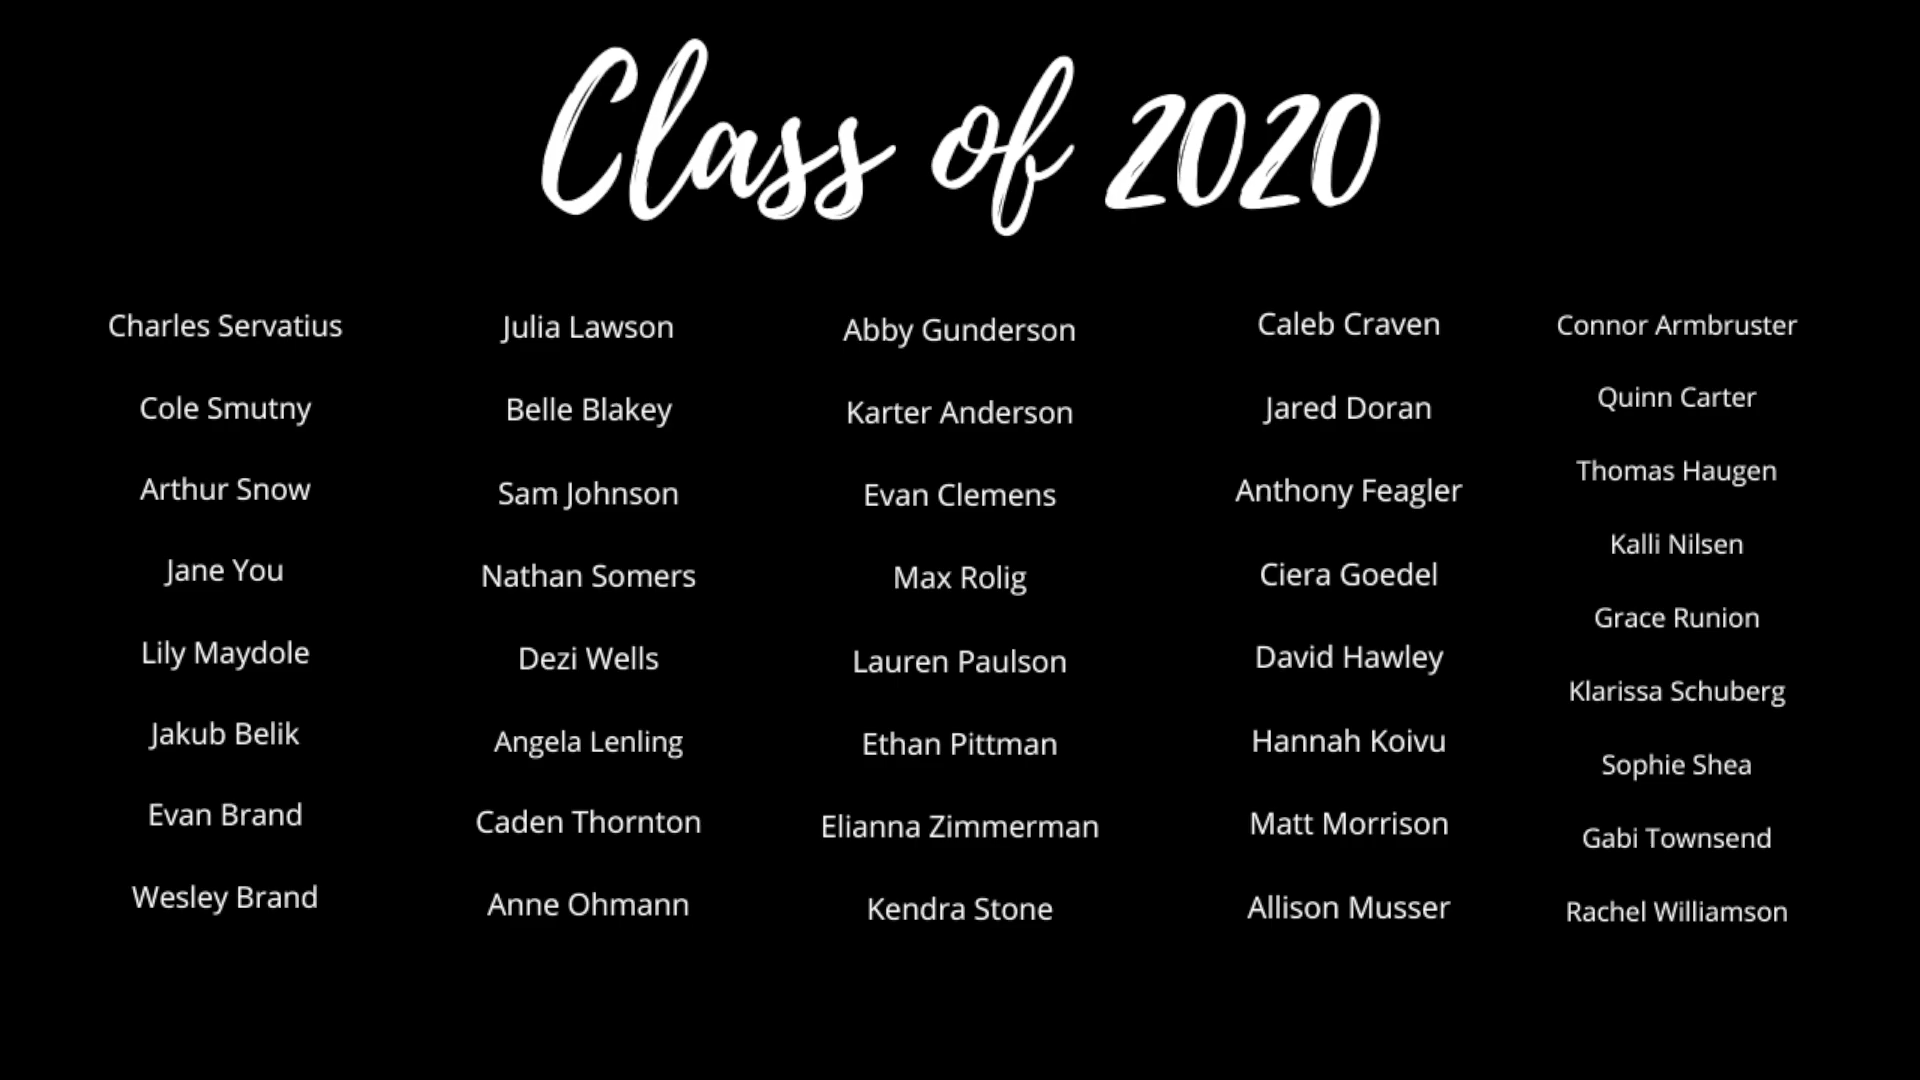 Class of 2020
Charles Servatius
Cole Smutny
Arthur Snow
Jane You
Lily Maydole
Jakub Belik
Evan Brand
Wesley Brand
Julia Lawson
Belle Blakey
Sam Johnson
Nathan Somers
Dezi Wells
Angela Lenling
Caden Thornton
Anne Ohmann
Abby Gunderson
Karter Anderson
Evan Clemens
Max Rolig
Lauren Paulson
Ethan Pittman
Elianna Zimmerman
Kendra Stone
Caleb Craven
Jared Doran
Anthony Feagler
Ciera Goedel
David Hawley
Hannah Koivu
Matt Morrison
Allison Musser
Connor Armbruster
Quinn Carter
Thomas Haugen
Kalli Nilsen
Grace Runion
Klarissa Schuberg
Sophie Shea
Gabi Townsend
Rachel Williamson